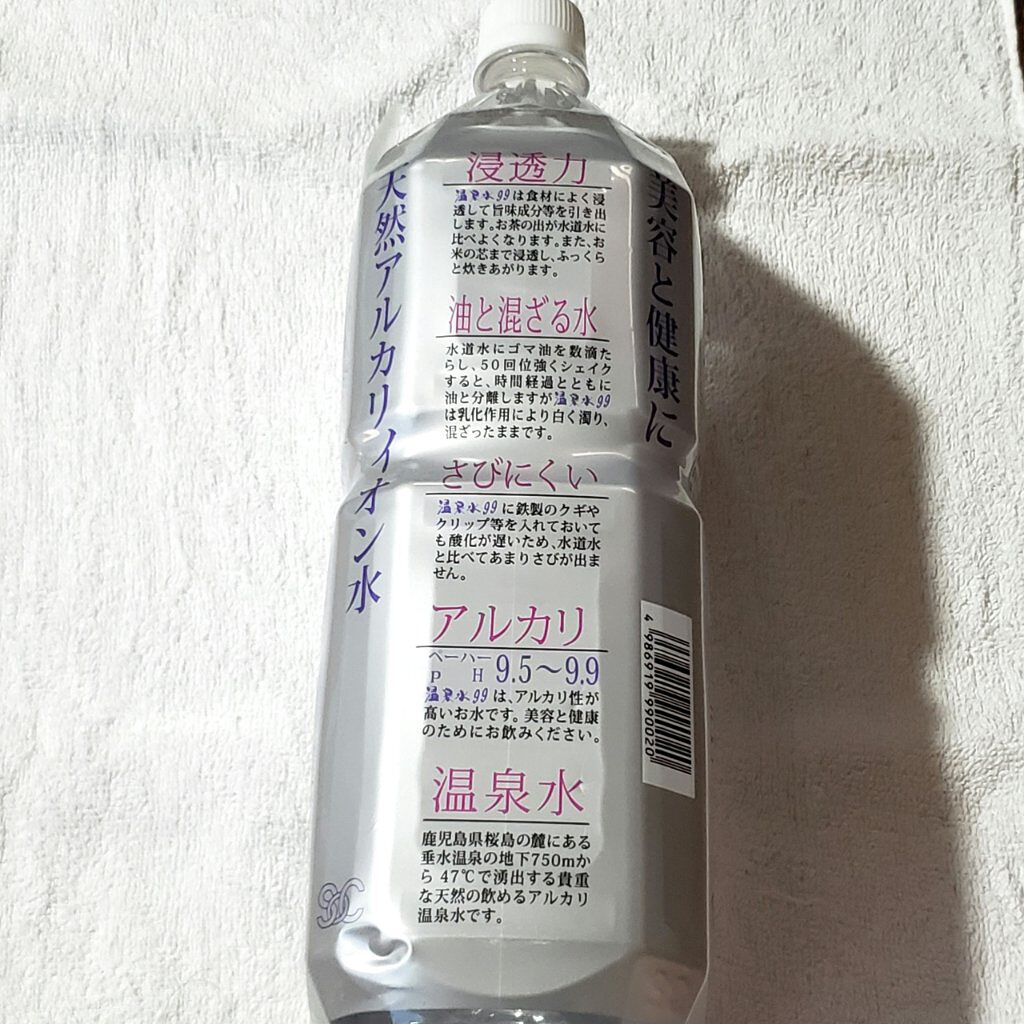 天然アルカリイオン水
浸透力
温泉水99は食材によく浸
透して旨味成分等を引き出
します。お茶の出が水道水に
比べよくなります。また、お
米の芯まで浸透し、ふっくら
と炊きあがります。
油と混ざる水
水道水にゴマ油を数滴た
らし、50回位強くシェイク
すると、時間経過とともに
油と分離しますが温泉水99
は乳化作用により白く濁り、
混ざったままです。
さびにくい
温泉水99に鉄製のクギや
クリップ等を入れておいて
も酸化が遅いため、水道水
と比べてあまりさびが出ま
せん。
アルカリ
ペーハー
pH 9.5〜9.9
温泉水99は、アルカリ性が
高いお水です。美容と健康
のためにお飲みください。
温泉水
鹿児島県桜島の麓にある
垂水温泉の地下750mか
ら47℃で湧出する貴重
な天然の飲めるアルカリ
温泉水です。
美容と健康に
4 986919 990020